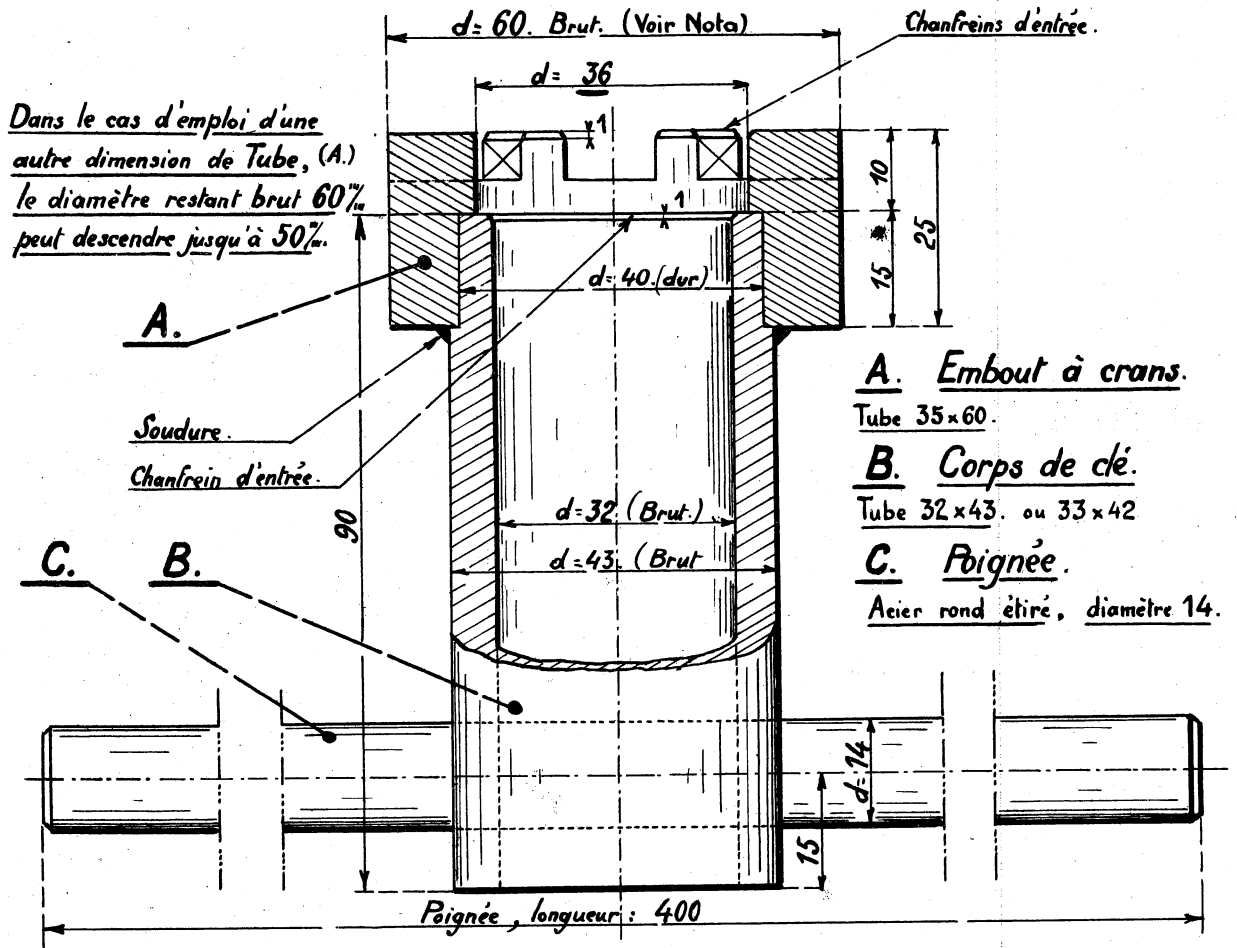 d= 60. Brut. (Voir Nota)
Chanfreins d'entrée.
d= 36
Dans le cas d'emploi d'une
autre dimension de Tube, (A.)
le diamètre restant brut 60 m/m
peut descendre jusqu'à 50 m/m.
1
1
10
15
25
d= 40. (dur)
A.
Soudure.
Chanfrein d'entrée.
90
d= 32 (Brut.)
d= 43. (Brut
A. Embout à crans.
Tube 35×60.
B. Corps de clé.
Tube 32×43. ou 33×42
C. Poignée.
Acier rond étiré, diamètre 14.
C.
B.
d= 14
15
Poignée, longueur : 400